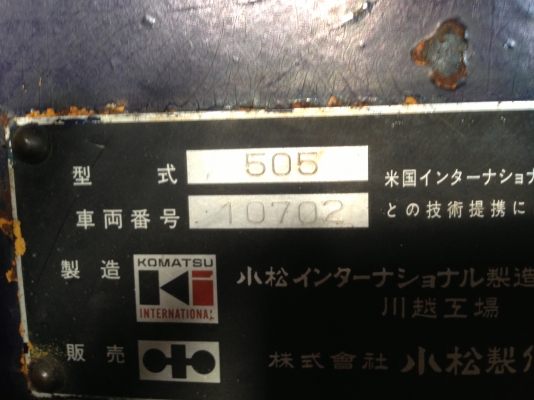 型 式 505 米国インターナショナ
車両番号 10702 との技術提携に
製 造 KOMATSU INTERNATIONAL 小松インターナショナル製造
川越工場
販 売 株式會社 小松製作